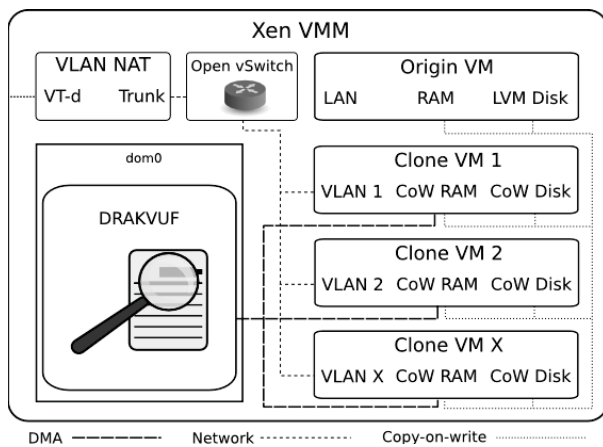 Xen VMM
VLAN NAT
VT-d Trunk
Open vSwitch
Origin VM
LAN RAM LVM Disk
dom0
DRAKVUF
Clone VM 1
VLAN 1 CoW RAM CoW Disk
Clone VM 2
VLAN 2 CoW RAM CoW Disk
Clone VM X
VLAN X CoW RAM CoW Disk
DMA Network Copy-on-write